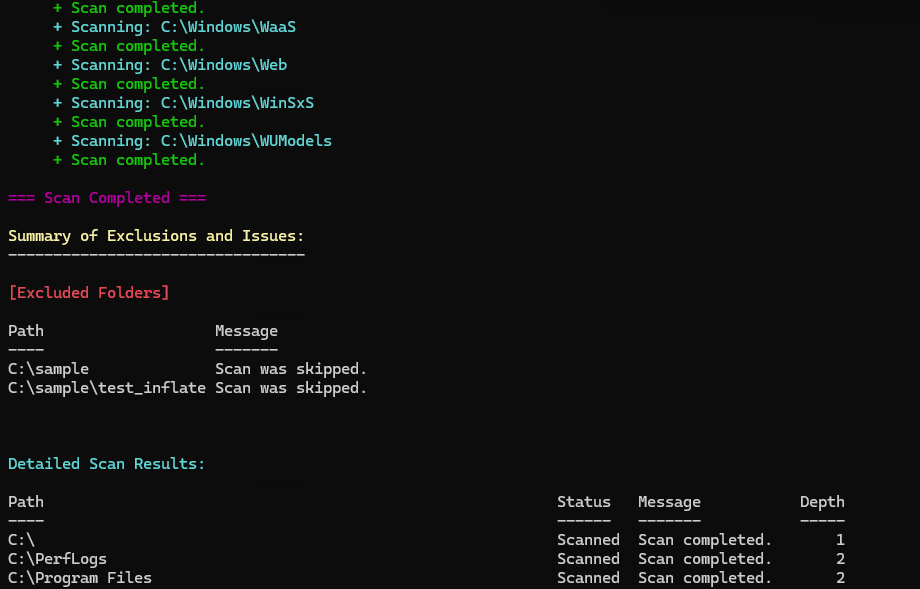 + Scan completed.
+ Scanning: C:\Windows\WaaS
+ Scan completed.
+ Scanning: C:\Windows\Web
+ Scan completed.
+ Scanning: C:\Windows\WinSxS
+ Scan completed.
+ Scanning: C:\Windows\WUModels
+ Scan completed.
=== Scan Completed ===
Summary of Exclusions and Issues:
---------------------------------
[Excluded Folders]
Path                   Message
----                   -------
C:\sample              Scan was skipped.
C:\sample\test_inflate Scan was skipped.
Detailed Scan Results:
Path                                                         Status   Message           Depth
----                                                         ------   -------           -----
C:\                                                          Scanned  Scan completed.       1
C:\PerfLogs                                                  Scanned  Scan completed.       2
C:\Program Files                                             Scanned  Scan completed.       2